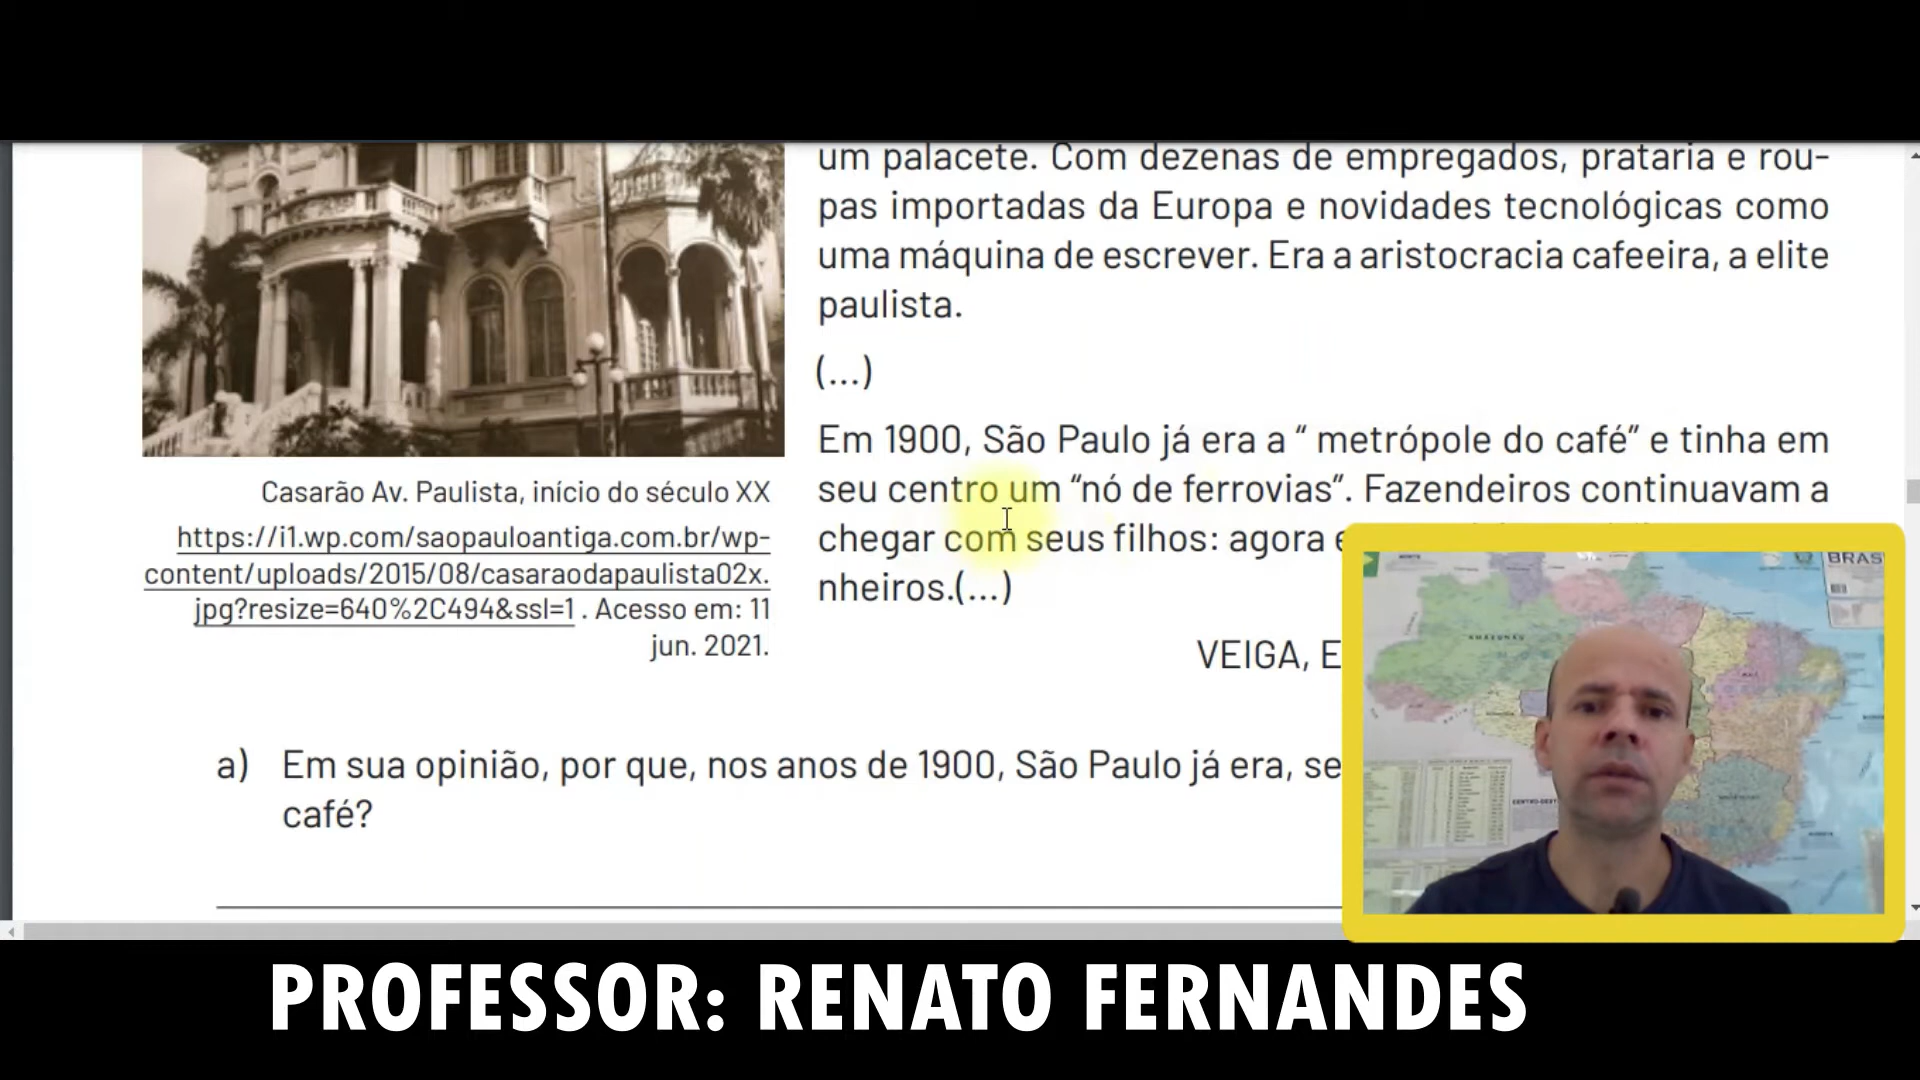 um palacete. Com dezenas de empregados, prataria e rou-
pas importadas da Europa e novidades tecnológicas como
uma máquina de escrever. Era a aristocracia cafeeira, a elite
paulista.
(...)
Em 1900, São Paulo já era a “ metrópole do café” e tinha em
seu centro um “nó de ferrovias”. Fazendeiros continuavam a
chegar com seus filhos: agora
nheiros.(...)
VEIGA, E
Casarão Av. Paulista, início do século XX
https://i1.wp.com/saopauloantiga.com.br/wp-
content/uploads/2015/08/casaraodapaulista02x.
jpg?resize=640%2C494&ssl=1 . Acesso em: 11
jun. 2021.
a) Em sua opinião, por que, nos anos de 1900, São Paulo já era, se
café?
BRAS
AMAZONAS
PROFESSOR: RENATO FERNANDES